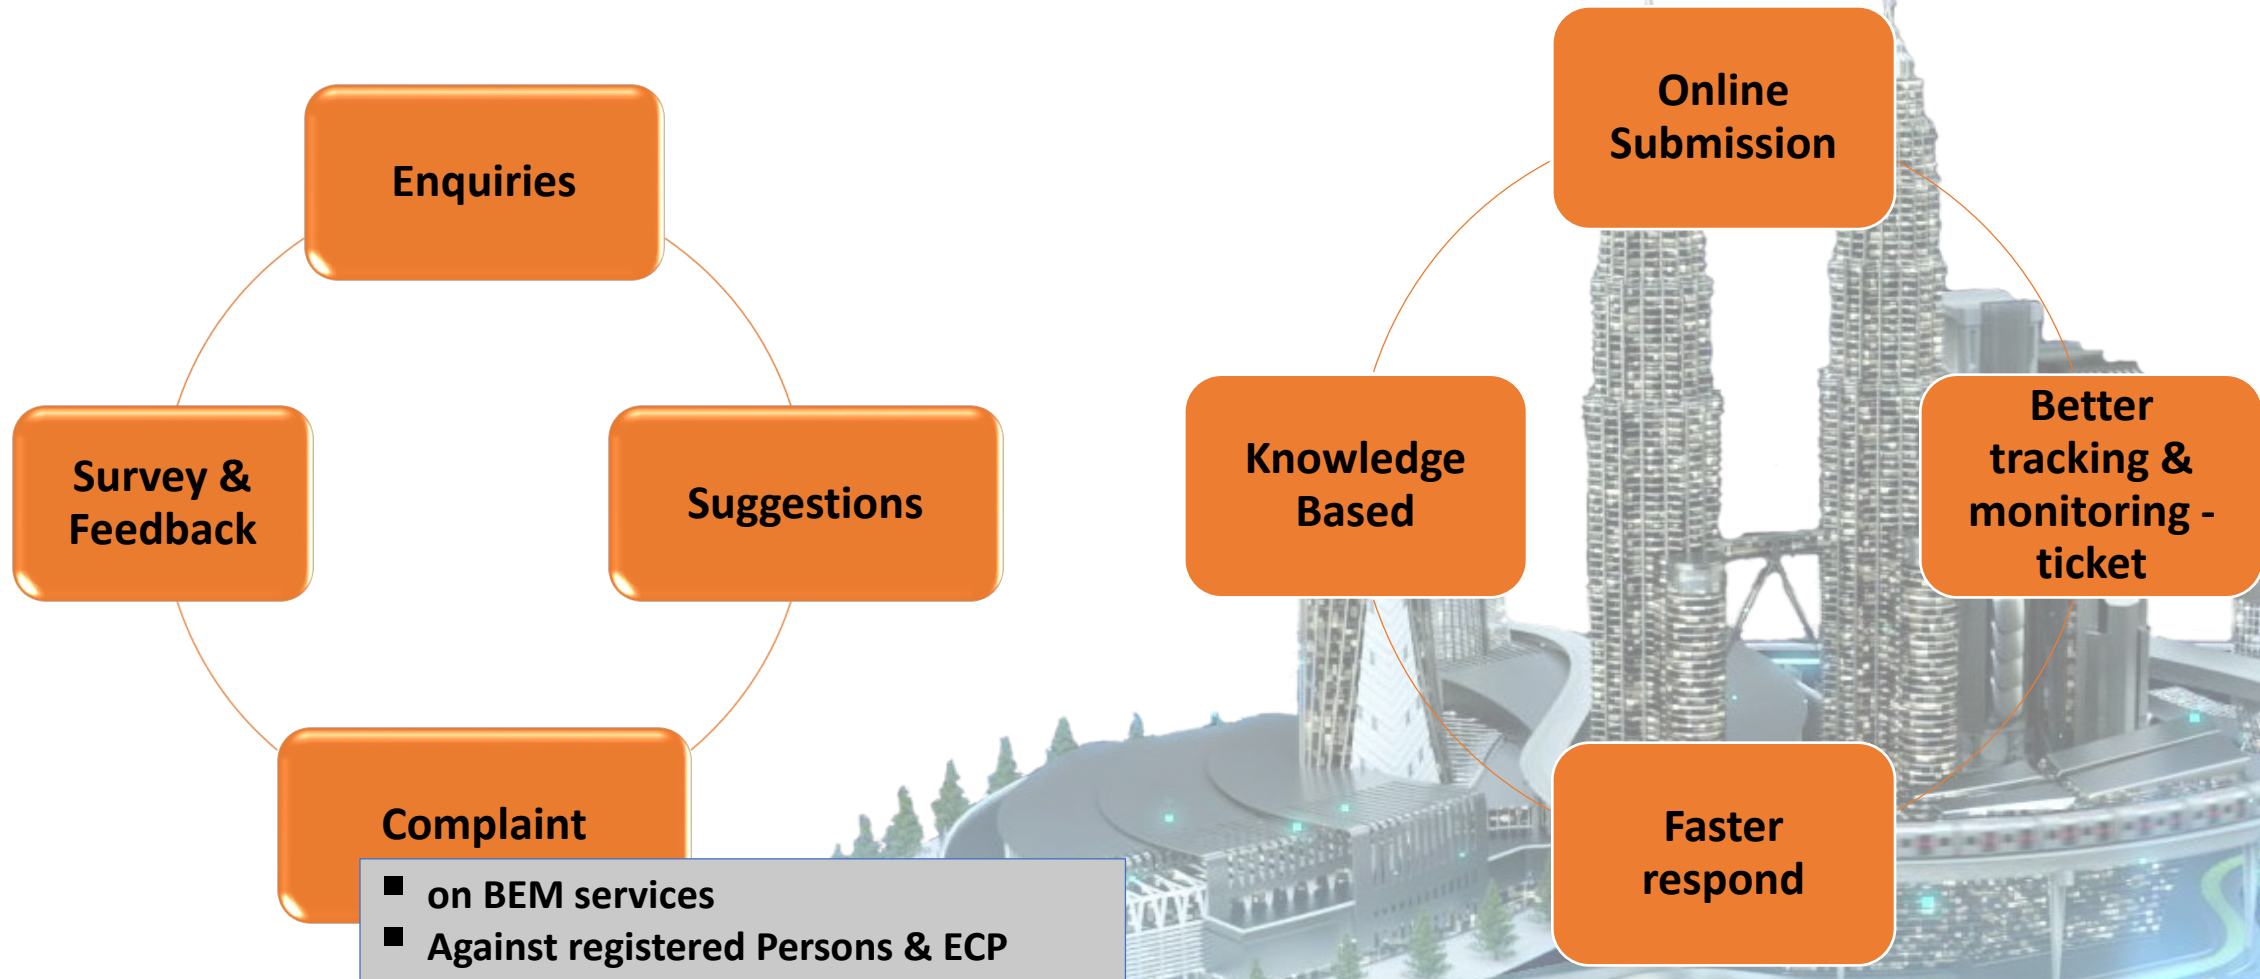 Enquiries
Suggestions
Complaint
■ on BEM services
■ Against registered Persons & ECP
Survey &
Feedback
Online
Submission
Better
tracking &
monitoring -
ticket
Faster
respond
Knowledge
Based